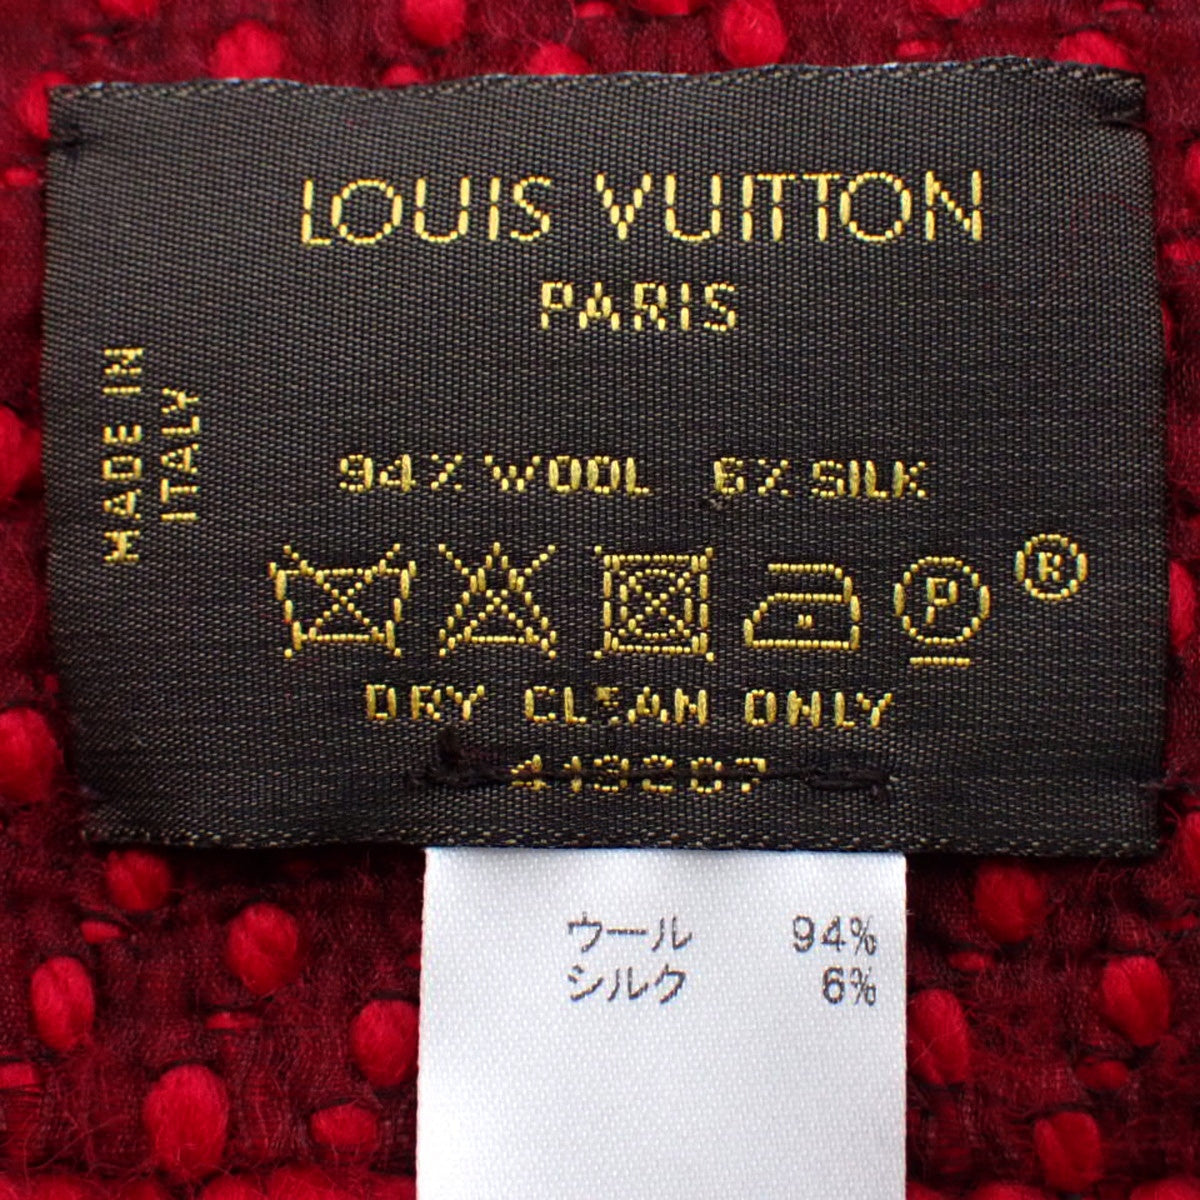 LOUIS VUITTON
PARIS
MADE IN
ITALY
94% WOOL 6% SILK
P
®
DRY CLEAN ONLY
413207
ウール 94%
シルク 6%